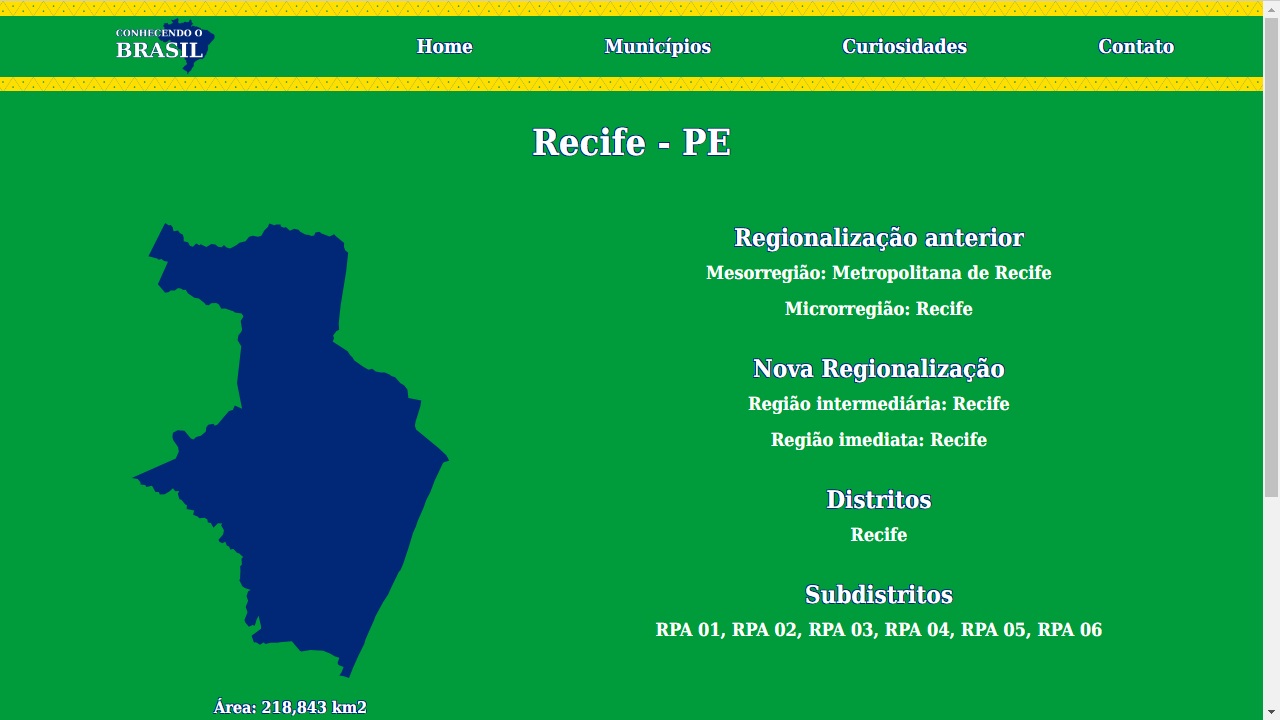 CONHECENDO O
BRASIL
Home
Municípios
Curiosidades
Contato
Recife - PE
Regionalização anterior
Mesorregião: Metropolitana de Recife
Microrregião: Recife
Nova Regionalização
Região intermediária: Recife
Região imediata: Recife
Distritos
Recife
Subdistritos
RPA 01, RPA 02, RPA 03, RPA 04, RPA 05, RPA 06
Área: 218,843 km2